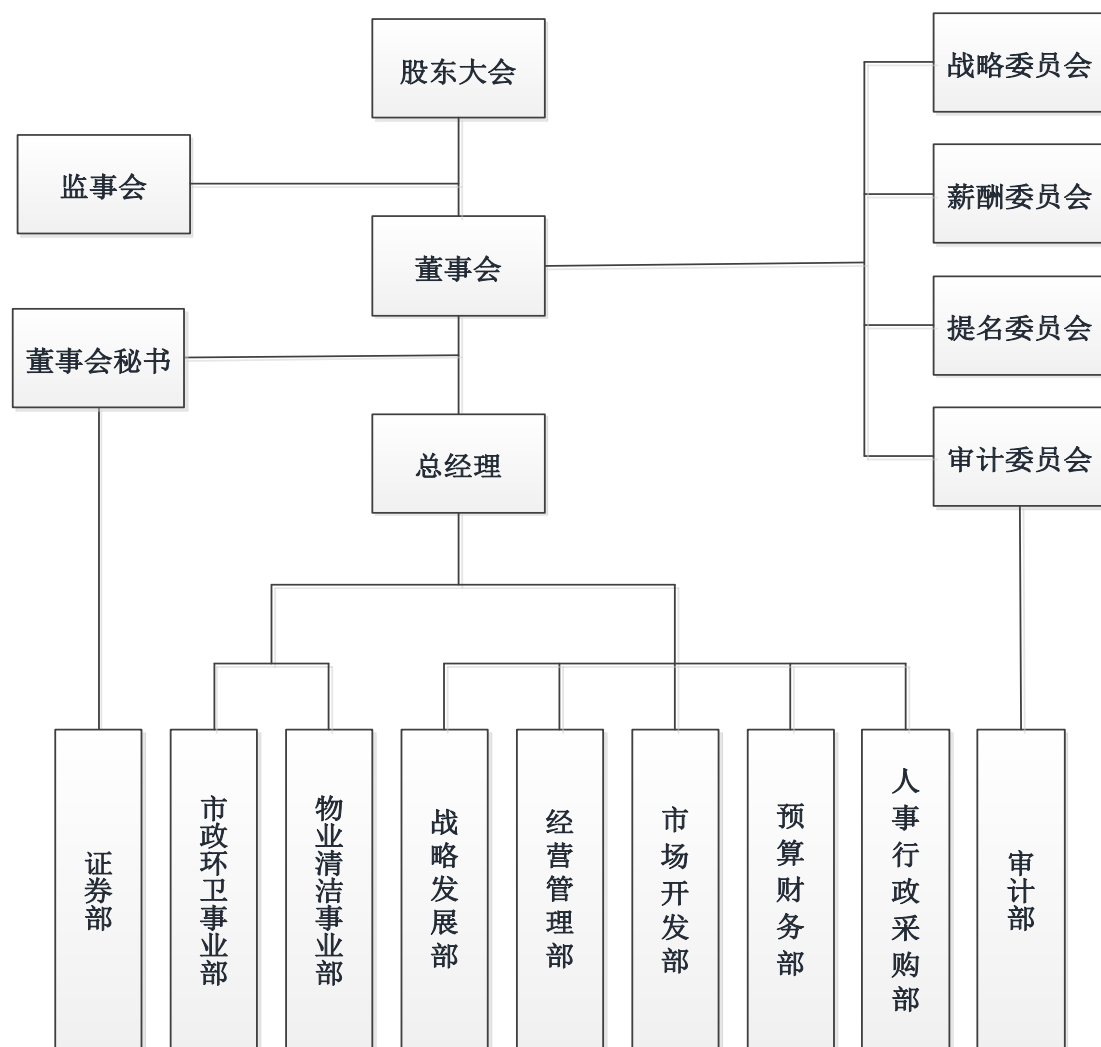 股东大会
战略委员会
监事会
薪酬委员会
董事会
提名委员会
董事会秘书
总经理
审计委员会
证券部
市政环卫事业部
物业清洁事业部
战略发展部
经营管理部
市场开发部
预算财务部
人事行政采购部
审计部